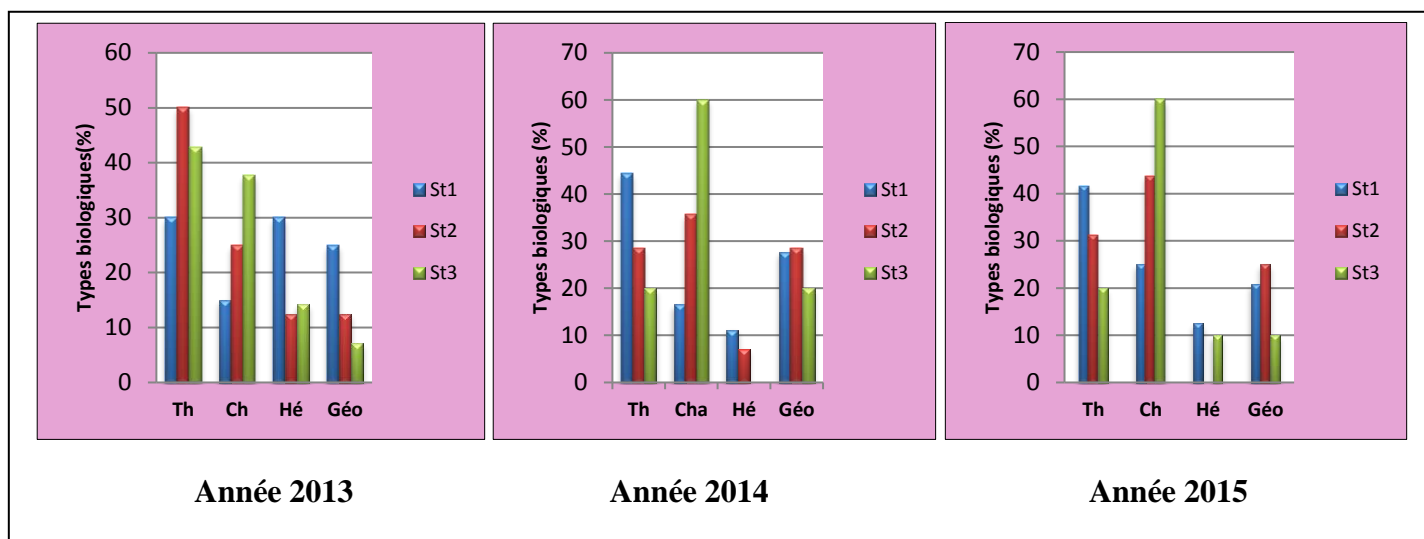 Types biologiques(%)
60
50
40
30
20
10
0
Th Ch Hé Géo
St1
St2
St3
Année 2013
Types biologiques (%)
70
60
50
40
30
20
10
0
Th Cha Hé Géo
St1
St2
St3
Année 2014
Types biologiques (%)
70
60
50
40
30
20
10
0
Th Ch Hé Géo
St1
St2
St3
Année 2015